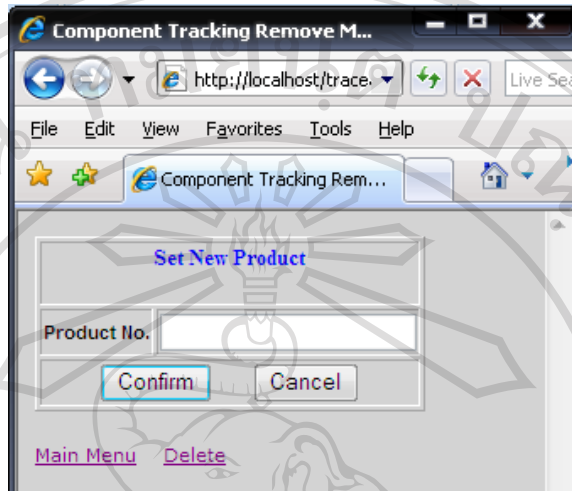 Component Tracking Remove M...
http://localhost/trace.
Live Sea
File Edit View Favorites Tools Help
Component Tracking Rem...
Set New Product
Product No.
Confirm Cancel
Main Menu Delete